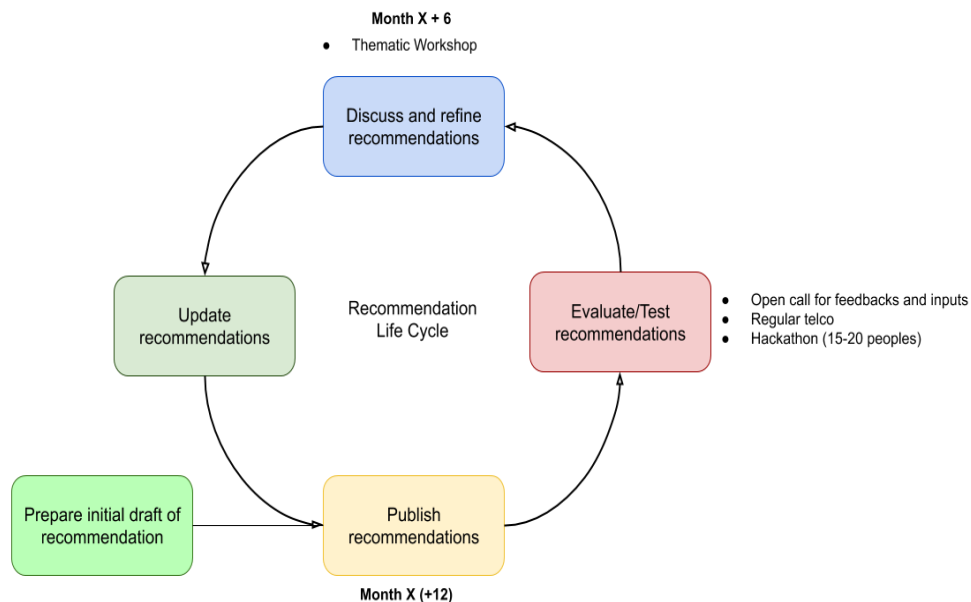 Month X + 6
● Thematic Workshop
Discuss and refine
recommendations
Update
recommendations
Recommendation
Life Cycle
Evaluate/Test
recommendations
● Open call for feedbacks and inputs
● Regular telco
● Hackathon (15-20 peoples)
Prepare initial draft of
recommendation
Publish
recommendations
Month X (+12)